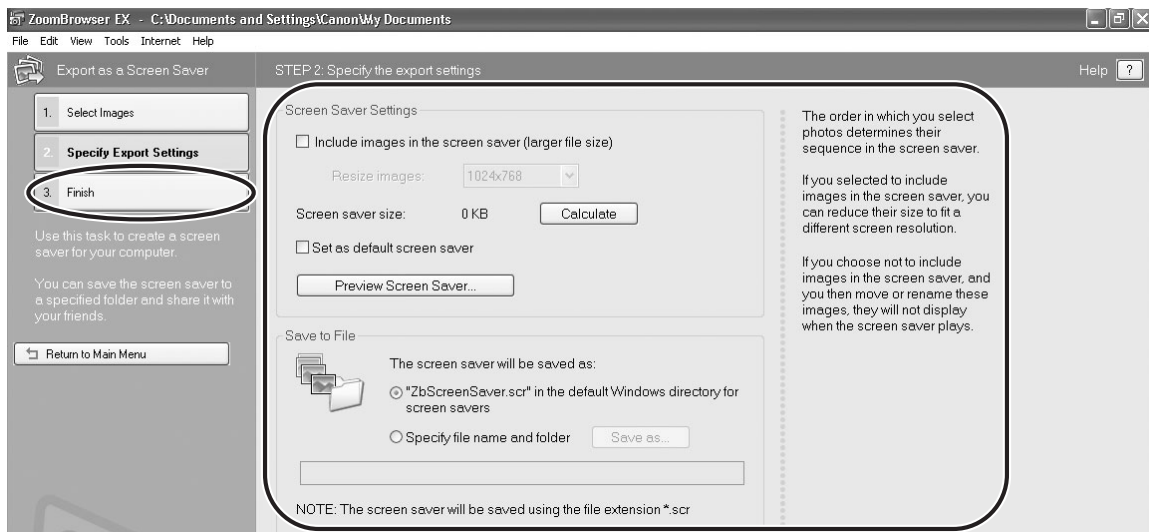 ZoomBrowser EX - C:\Documents and Settings\Canon\My Documents
File Edit View Tools Internet Help
Export as a Screen Saver
STEP 2: Specify the export settings
Help ?
1. Select Images
2. Specify Export Settings
3. Finish
Use this task to create a screen
saver for your computer.
You can save the screen saver to
a specified folder and share it with
your friends.
Return to Main Menu
Screen Saver Settings
Include images in the screen saver (larger file size)
Resize images: 1024x768
Screen saver size: 0 KB Calculate
Set as default screen saver
Preview Screen Saver...
Save to File
The screen saver will be saved as:
"ZbScreenSaver.scr" in the default Windows directory for
screen savers
Specify file name and folder Save as...
NOTE: The screen saver will be saved using the file extension *.scr
The order in which you select
photos determines their
sequence in the screen saver.
If you selected to include
images in the screen saver, you
can reduce their size to fit a
different screen resolution.
If you choose not to include
images in the screen saver, and
you then move or rename these
images, they will not display
when the screen saver plays.